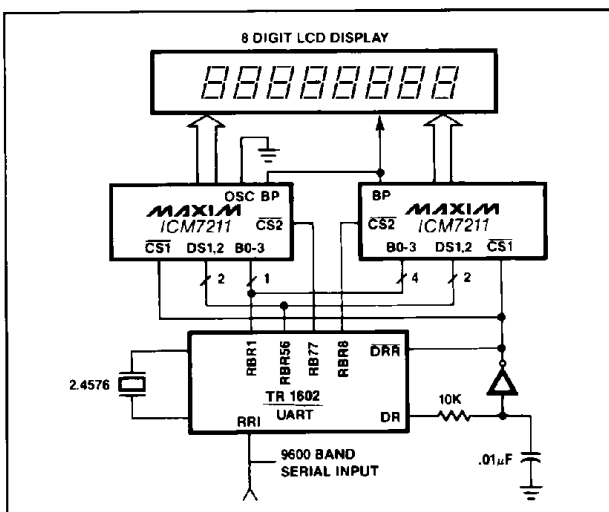 8 DIGIT LCD DISPLAY
OSC BP
BP
MAXIM
ICM7211
CS2
CS1 DS1,2 B0-3
MAXIM
ICM7211
CS2
B0-3 DS1,2 CS1
2
1
4
2
RBR1
RBR56
RB77
RBR8
DRR
2.4576
TR 1602
UART
RRI
DR
10K
.01µF
9600 BAND
SERIAL INPUT